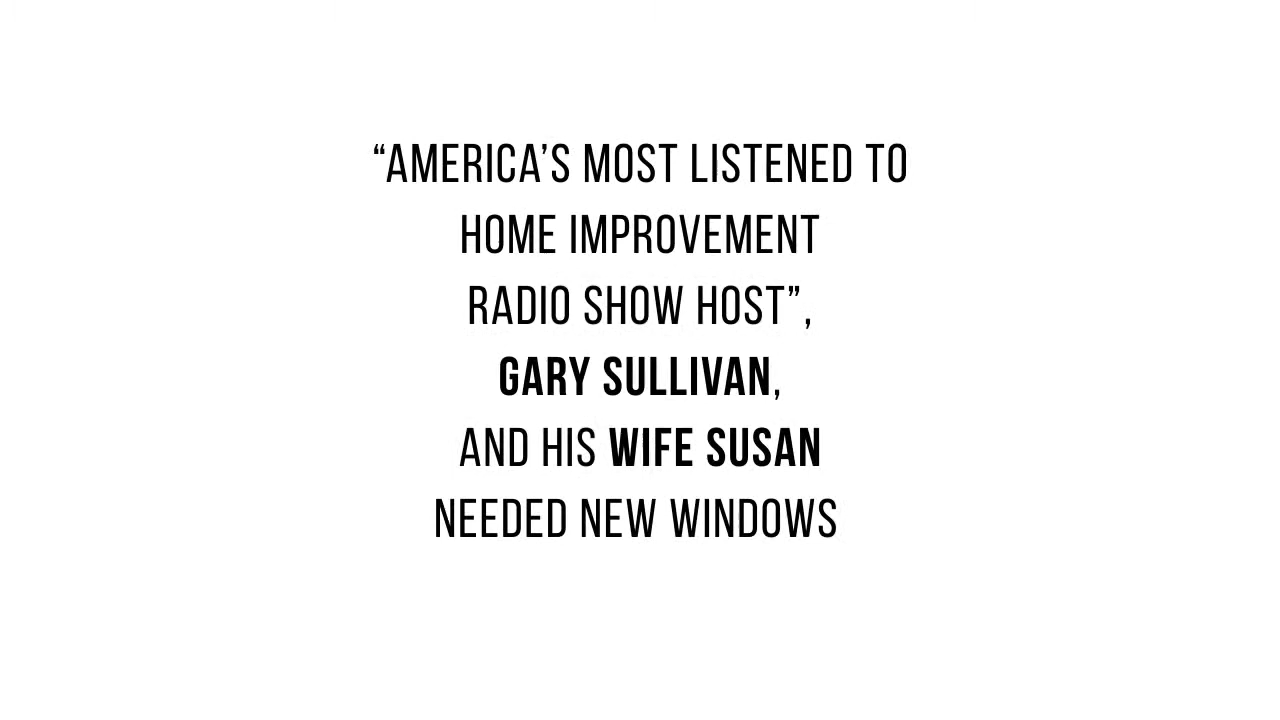 “AMERICA’S MOST LISTENED TO
HOME IMPROVEMENT
RADIO SHOW HOST”,
GARY SULLIVAN,
AND HIS WIFE SUSAN
NEEDED NEW WINDOWS